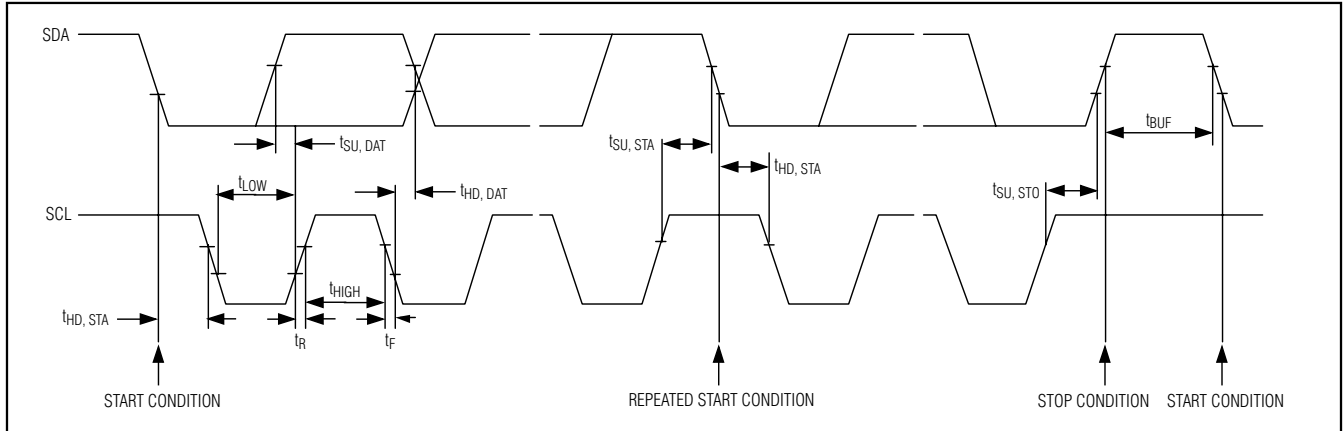 SDA
tSU, DAT
tSU, STA
tBUF
tHD, STA
tLOW
tHD, DAT
tSU, STO
SCL
tHIGH
tHD, STA
tR
tF
START CONDITION
REPEATED START CONDITION
STOP CONDITION
START CONDITION